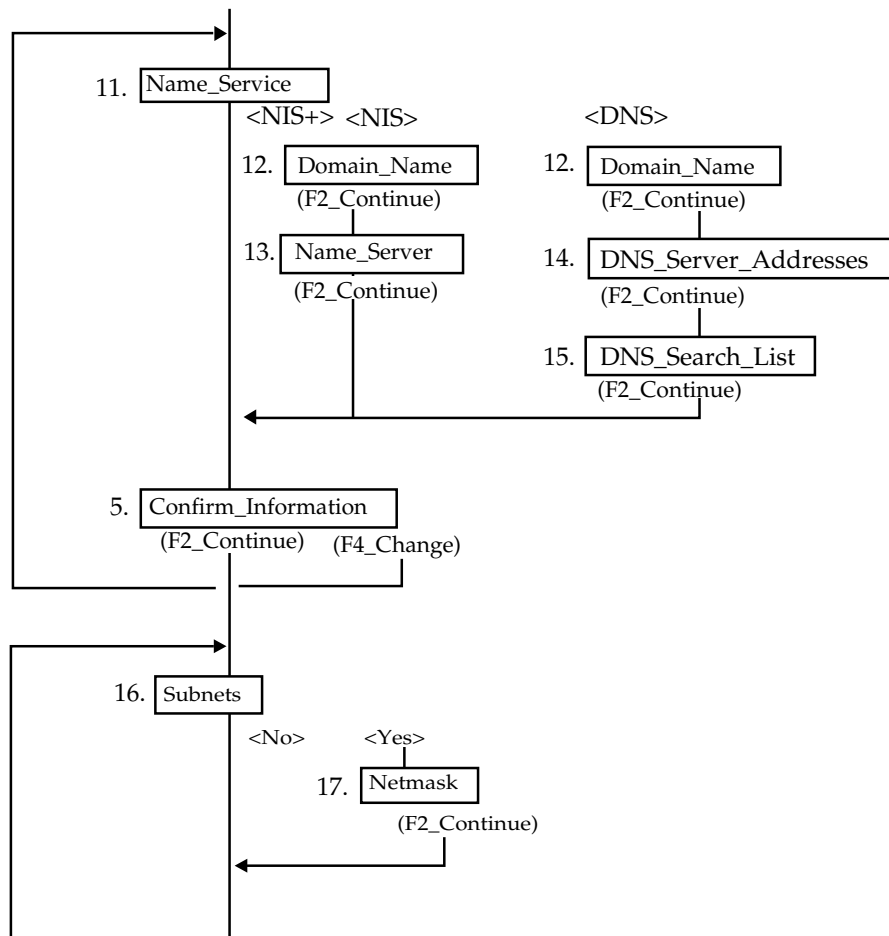 11. Name_Service
<NIS+> <NIS> <DNS>
12. Domain_Name 12. Domain_Name
(F2_Continue) (F2_Continue)
13. Name_Server 14. DNS_Server_Addresses
(F2_Continue) (F2_Continue)
15. DNS_Search_List
(F2_Continue)
5. Confirm_Information
(F2_Continue) (F4_Change)
16. Subnets
<No> <Yes>
17. Netmask
(F2_Continue)